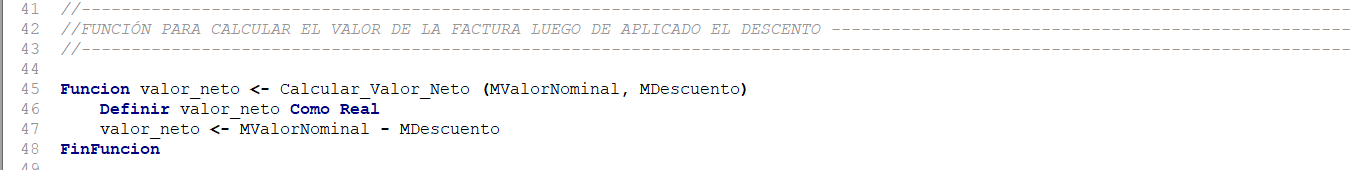 41 //--------------------------------------------------------------------------------------------------------------------------------
42 //FUNCIÓN PARA CALCULAR EL VALOR DE LA FACTURA LUEGO DE APLICADO EL DESCENTO ----------------------------------------------------
43 //--------------------------------------------------------------------------------------------------------------------------------
44
45 Funcion valor_neto <- Calcular_Valor_Neto (MValorNominal, MDescuento)
46 Definir valor_neto Como Real
47 valor_neto <- MValorNominal - MDescuento
48 FinFuncion
49